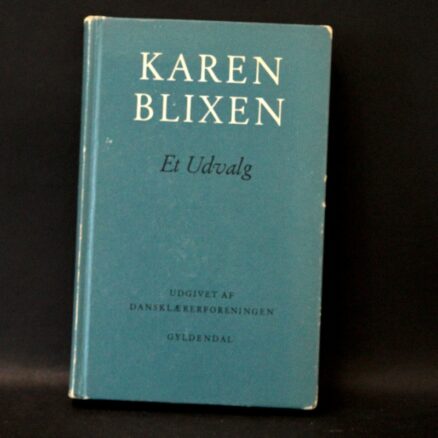 KAREN
BLIXEN
Et Udvalg
UDGIVET AF
DANSKLÆRERFORENINGEN
GYLDENDAL